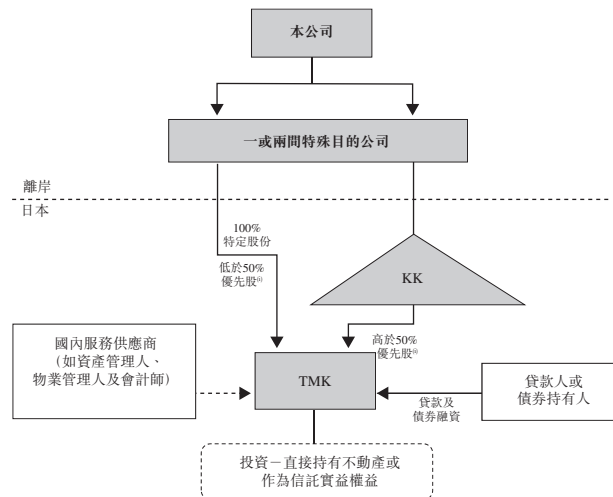 本公司
一或兩間特殊目的公司
離岸
日本
100%
特定股份
低於50%
優先股(i)
KK
高於50%
優先股(i)
國內服務供應商
（如資產管理人、
物業管理人及會計師）
TMK
貸款及
債券融資
貸款人或
債券持有人
投資－直接持有不動產或
作為信託實益權益